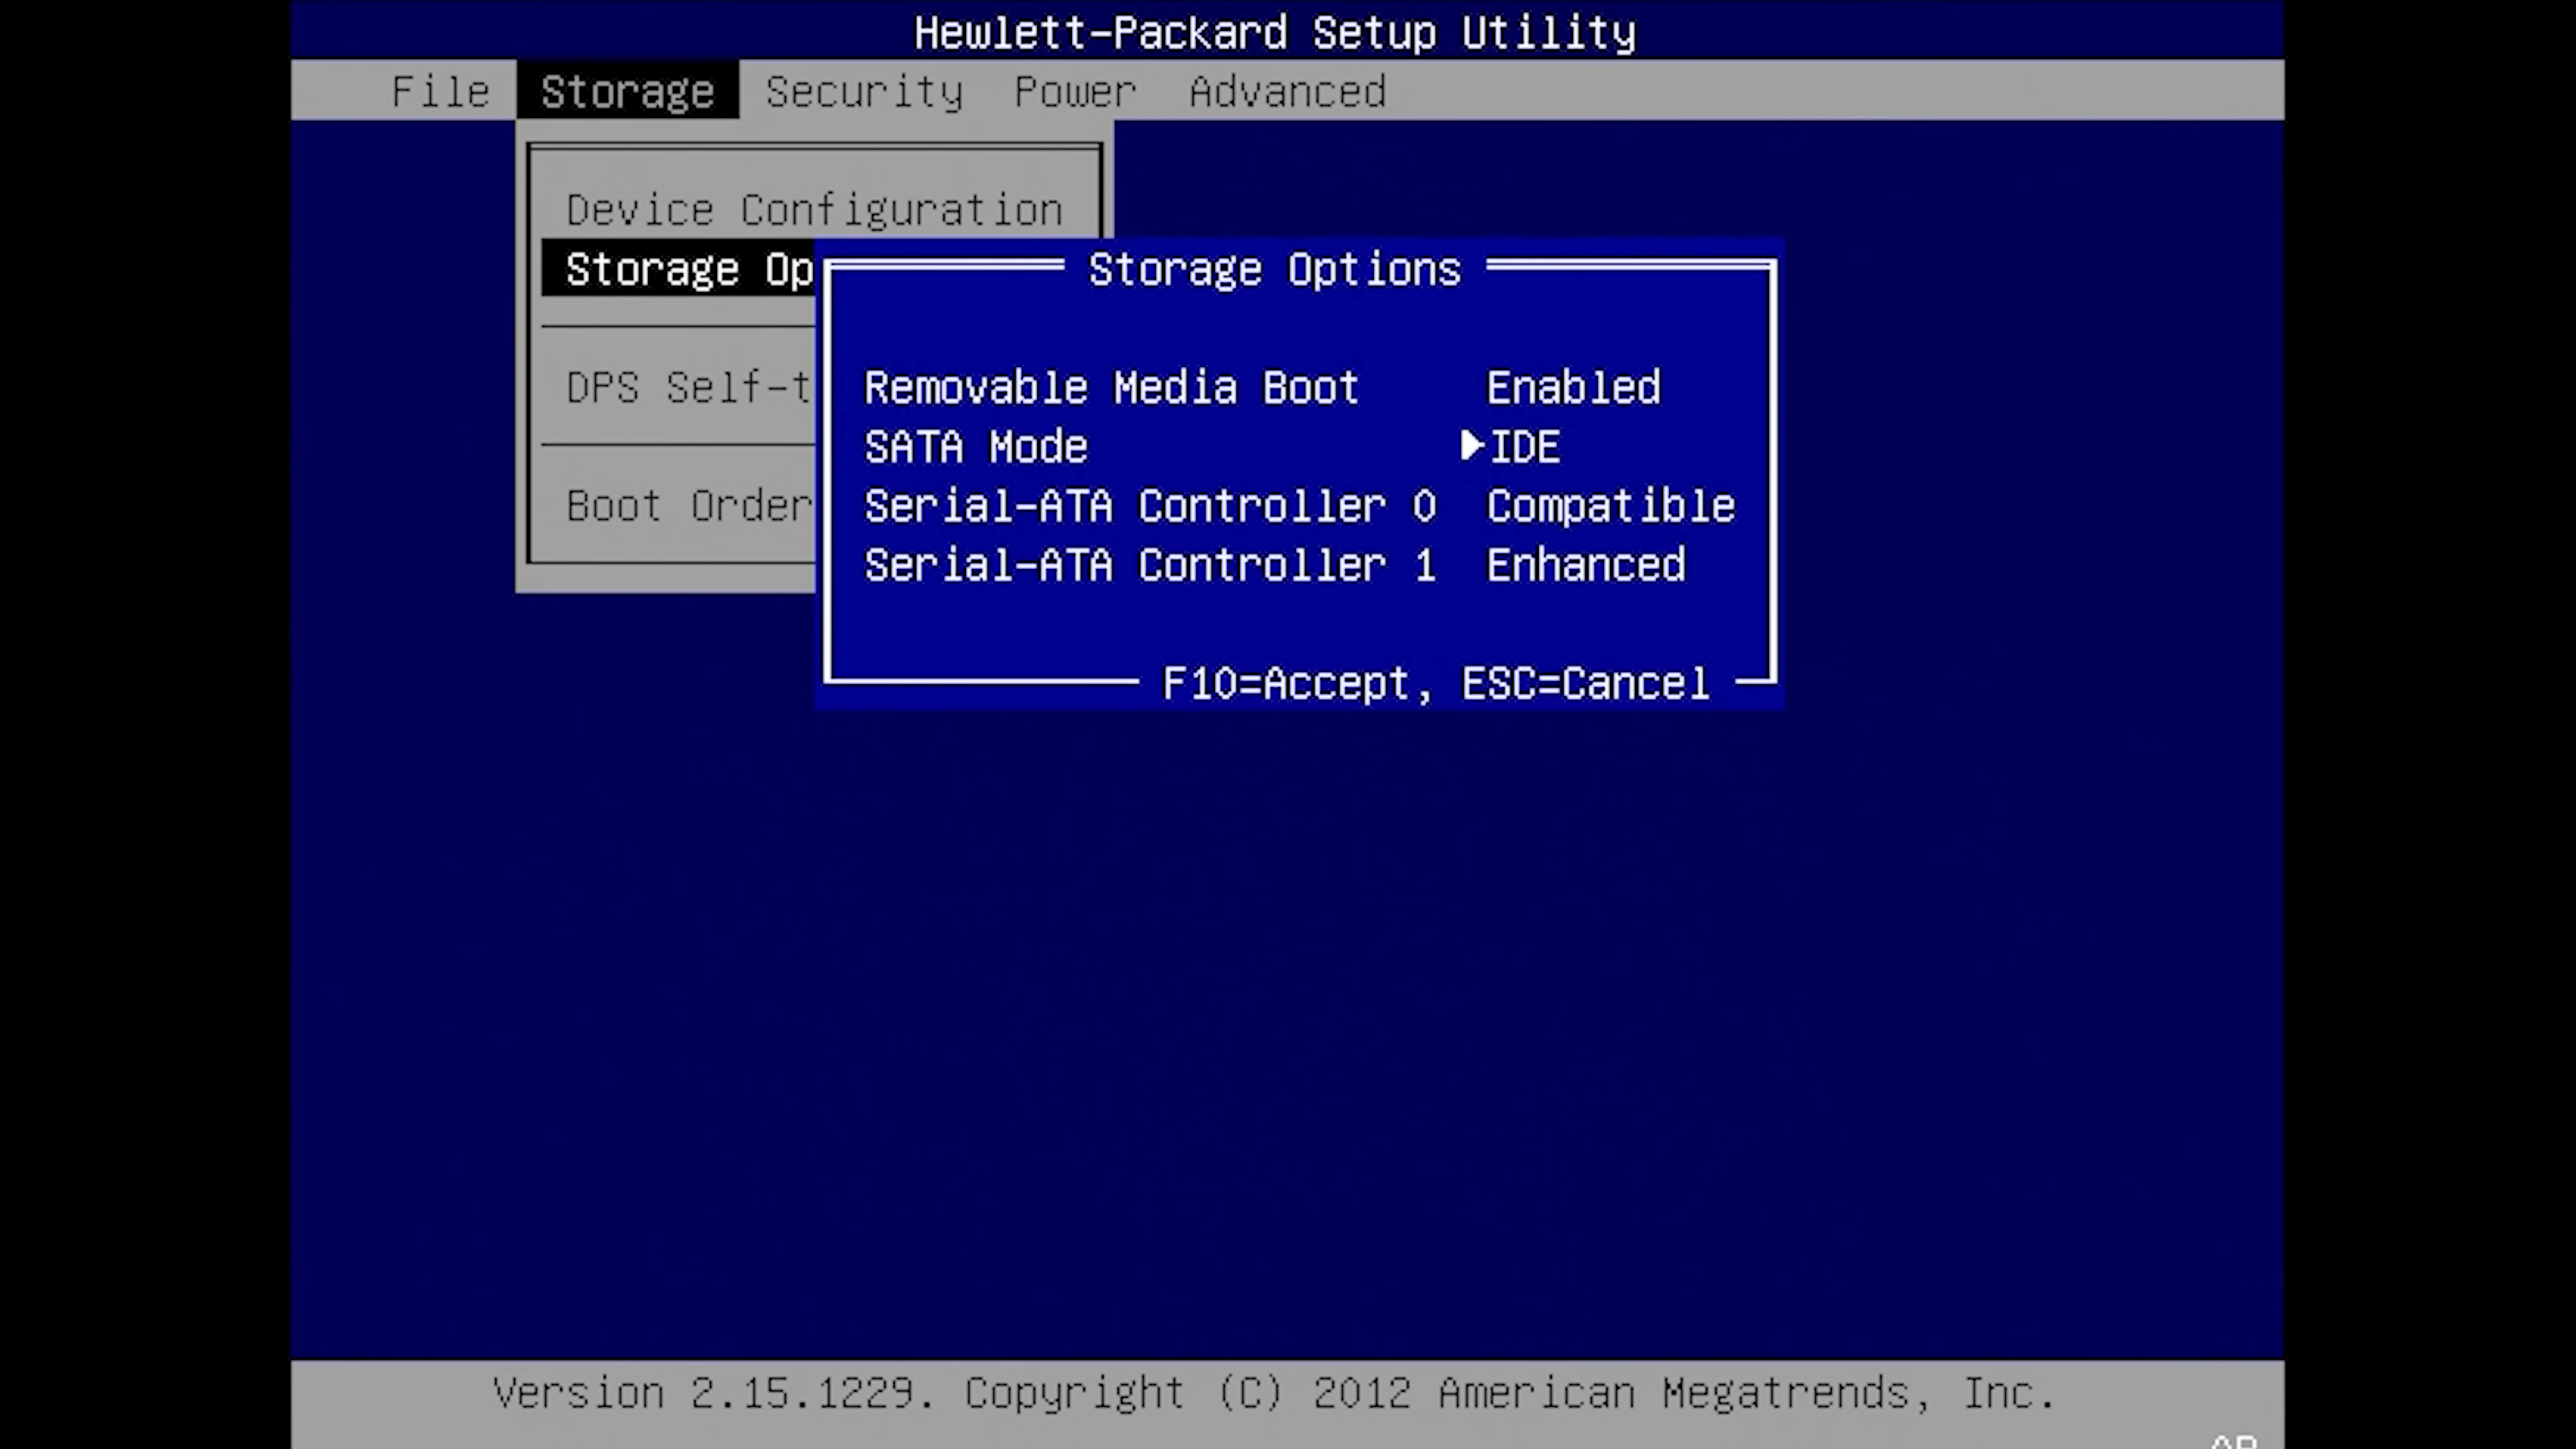 Hewlett-Packard Setup Utility
File Storage Security Power Advanced
Device Configuration
Storage Op
DPS Self-t
Boot Order
Storage Options
Removable Media Boot Enabled
SATA Mode ▶IDE
Serial-ATA Controller 0 Compatible
Serial-ATA Controller 1 Enhanced
F10=Accept, ESC=Cancel
Version 2.15.1229. Copyright (C) 2012 American Megatrends, Inc.